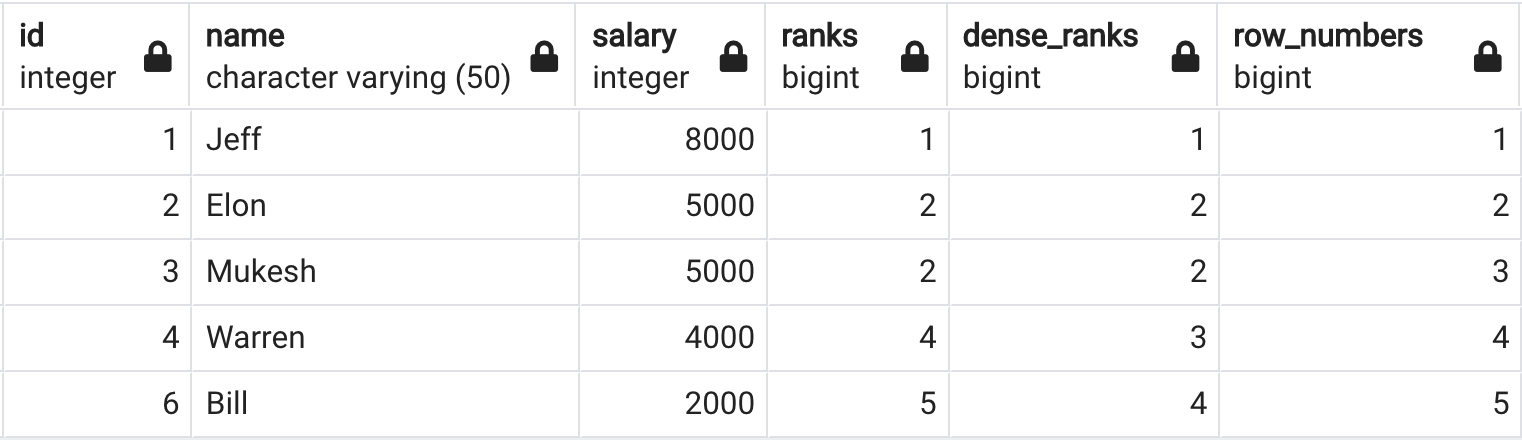 id name salary ranks dense_ranks row_numbers
integer character varying (50) integer bigint bigint bigint
1 Jeff 8000 1 1 1
2 Elon 5000 2 2 2
3 Mukesh 5000 2 2 3
4 Warren 4000 4 3 4
6 Bill 2000 5 4 5